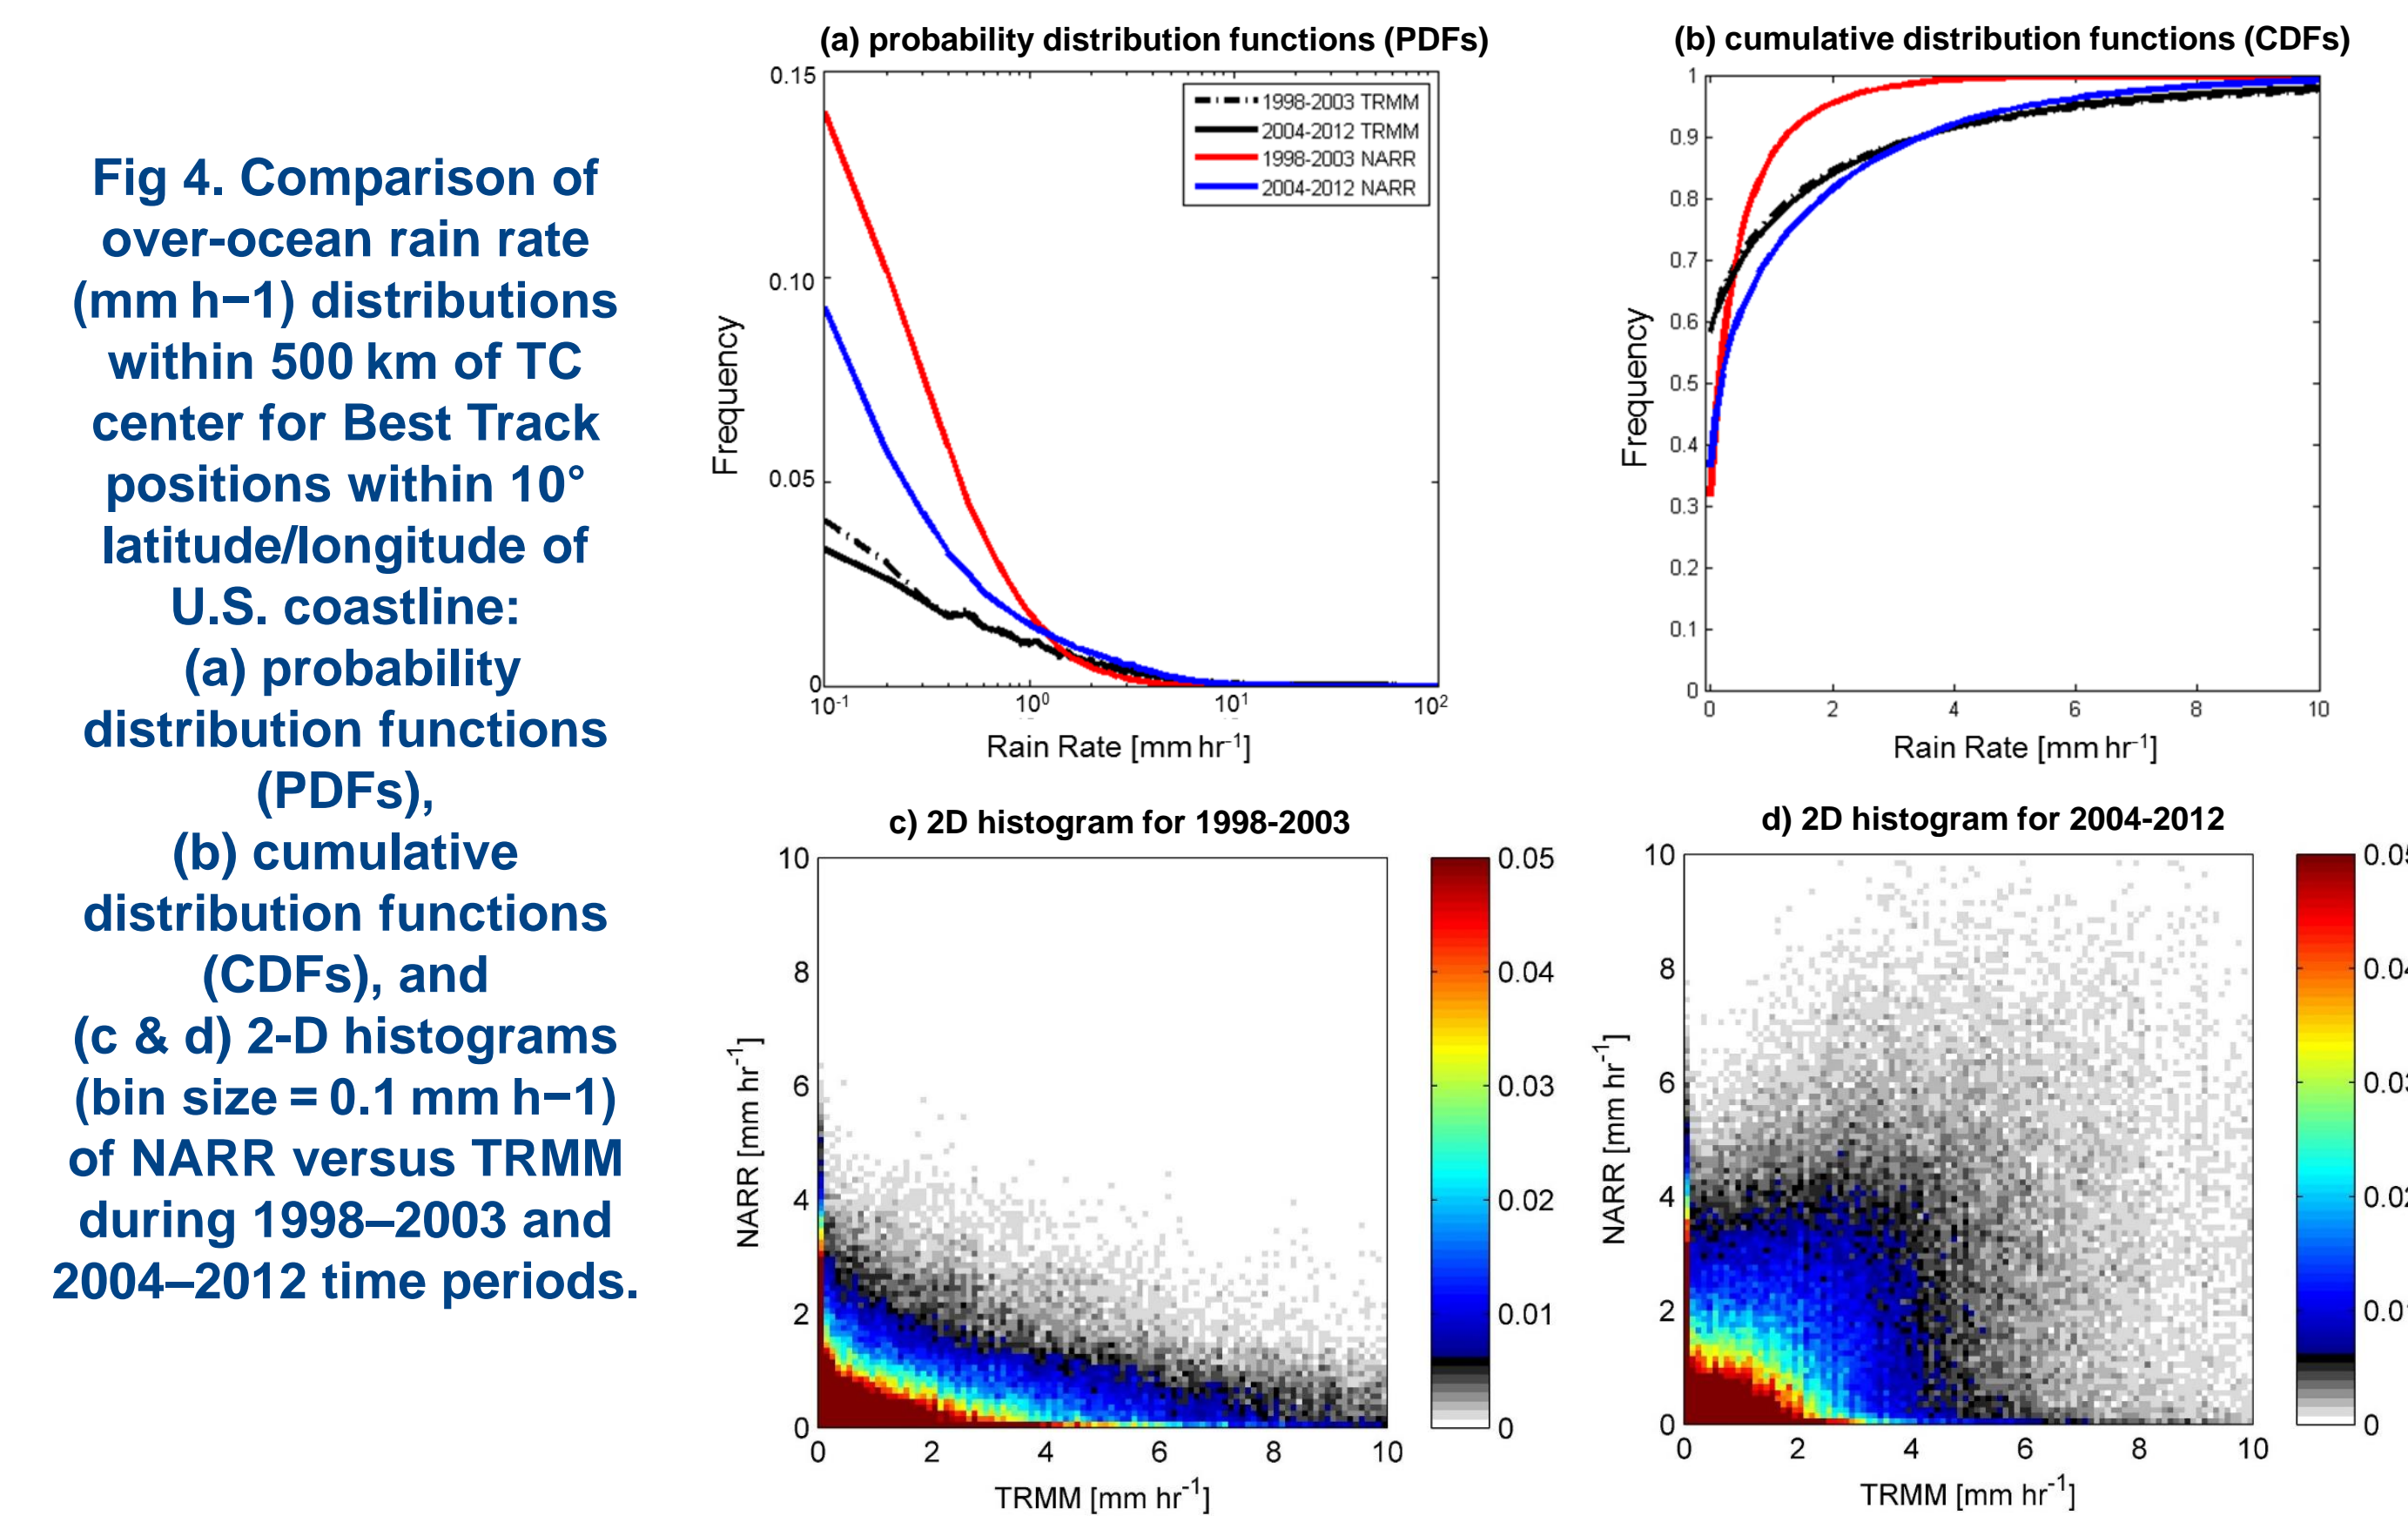 Fig 4. Comparison of
over-ocean rain rate
(mm h−1) distributions
within 500 km of TC
center for Best Track
positions within 10°
latitude/longitude of
U.S. coastline:
(a) probability
distribution functions
(PDFs),
(b) cumulative
distribution functions
(CDFs), and
(c & d) 2-D histograms
(bin size = 0.1 mm h−1)
of NARR versus TRMM
during 1998–2003 and
2004–2012 time periods.
(a) probability distribution functions (PDFs)
0.15
0.10
0.05
0
Frequency
1998-2003 TRMM
2004-2012 TRMM
1998-2003 NARR
2004-2012 NARR
10⁻¹ 10⁰ 10¹ 10²
Rain Rate [mm hr⁻¹]
(b) cumulative distribution functions (CDFs)
1
0.9
0.8
0.7
0.6
0.5
0.4
0.3
0.2
0.1
0
Frequency
0 2 4 6 8 10
Rain Rate [mm hr⁻¹]
c) 2D histogram for 1998-2003
10
8
6
4
2
0
NARR [mm hr⁻¹]
0 2 4 6 8 10
TRMM [mm hr⁻¹]
0.05
0.04
0.03
0.02
0.01
0
d) 2D histogram for 2004-2012
10
8
6
4
2
0
NARR [mm hr⁻¹]
0 2 4 6 8 10
TRMM [mm hr⁻¹]
0